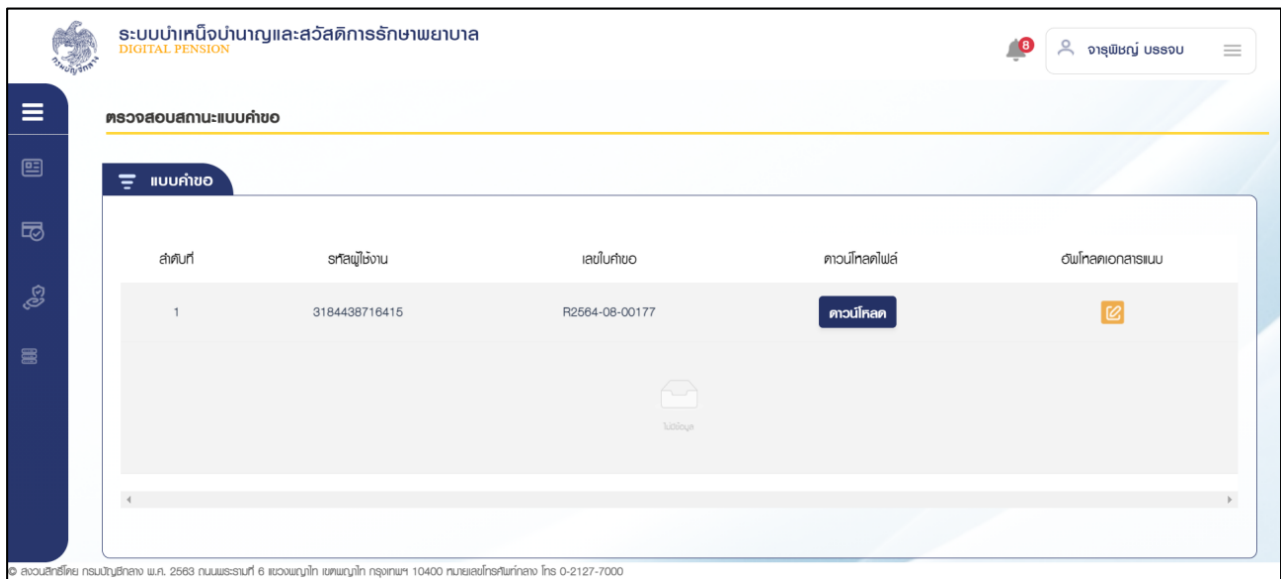 ระบบบำเหน็จบำนาญและสวัสดิการรักษาพยาบาล
DIGITAL PENSION
กรมบัญชีกลาง
8
จารุพิชญ์ บรรจบ
ตรวจสอบสถานะแบบคำขอ
แบบคำขอ
ลำดับที่ รหัสผู้ใช้งาน เลขใบคำขอ ดาวน์โหลดไฟล์ อัพโหลดเอกสารแนบ
1 3184438716415 R2564-08-00177 ดาวน์โหลด
ไม่มีข้อมูล
© สงวนสิทธิ์โดย กรมบัญชีกลาง พ.ศ. 2563 ถนนพระรามที่ 6 แขวงพญาไท เขตพญาไท กรุงเทพฯ 10400 หมายเลขโทรศัพท์กลาง โทร 0-2127-7000